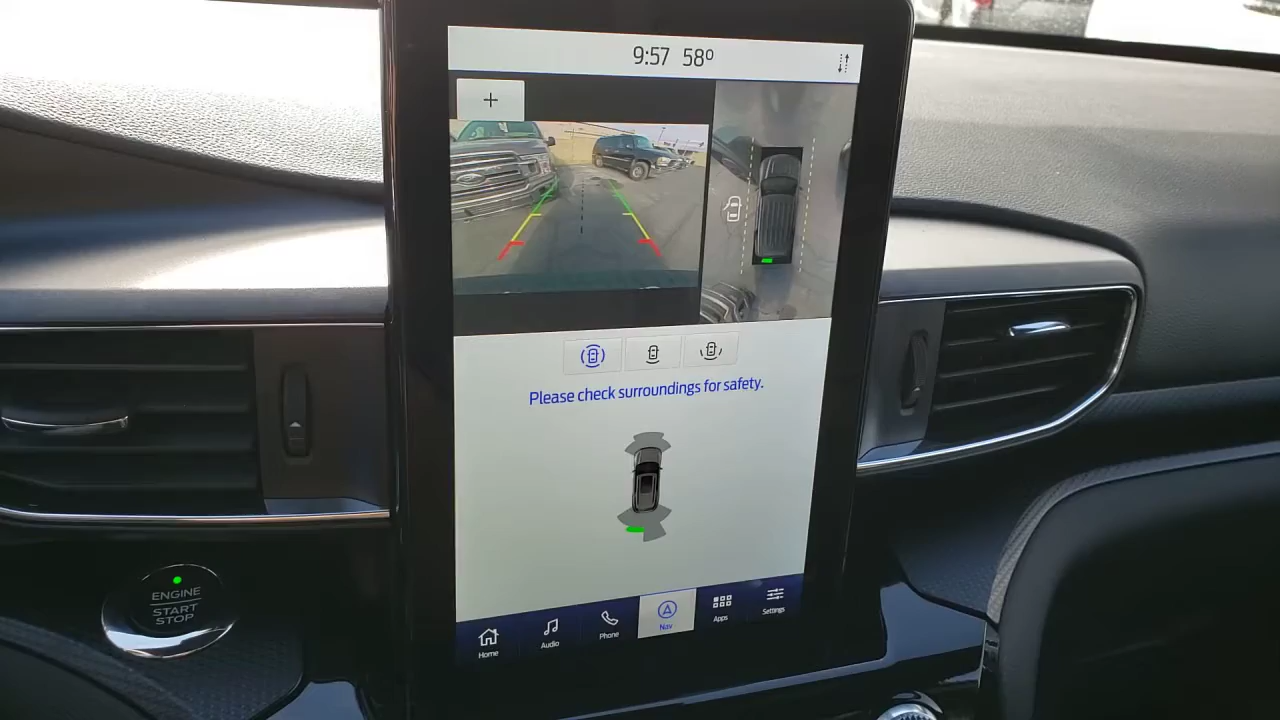 9:57 58°
+
Please check surroundings for safety.
ENGINE
START
STOP
Home
Audio
Phone
Nav
Apps
Settings